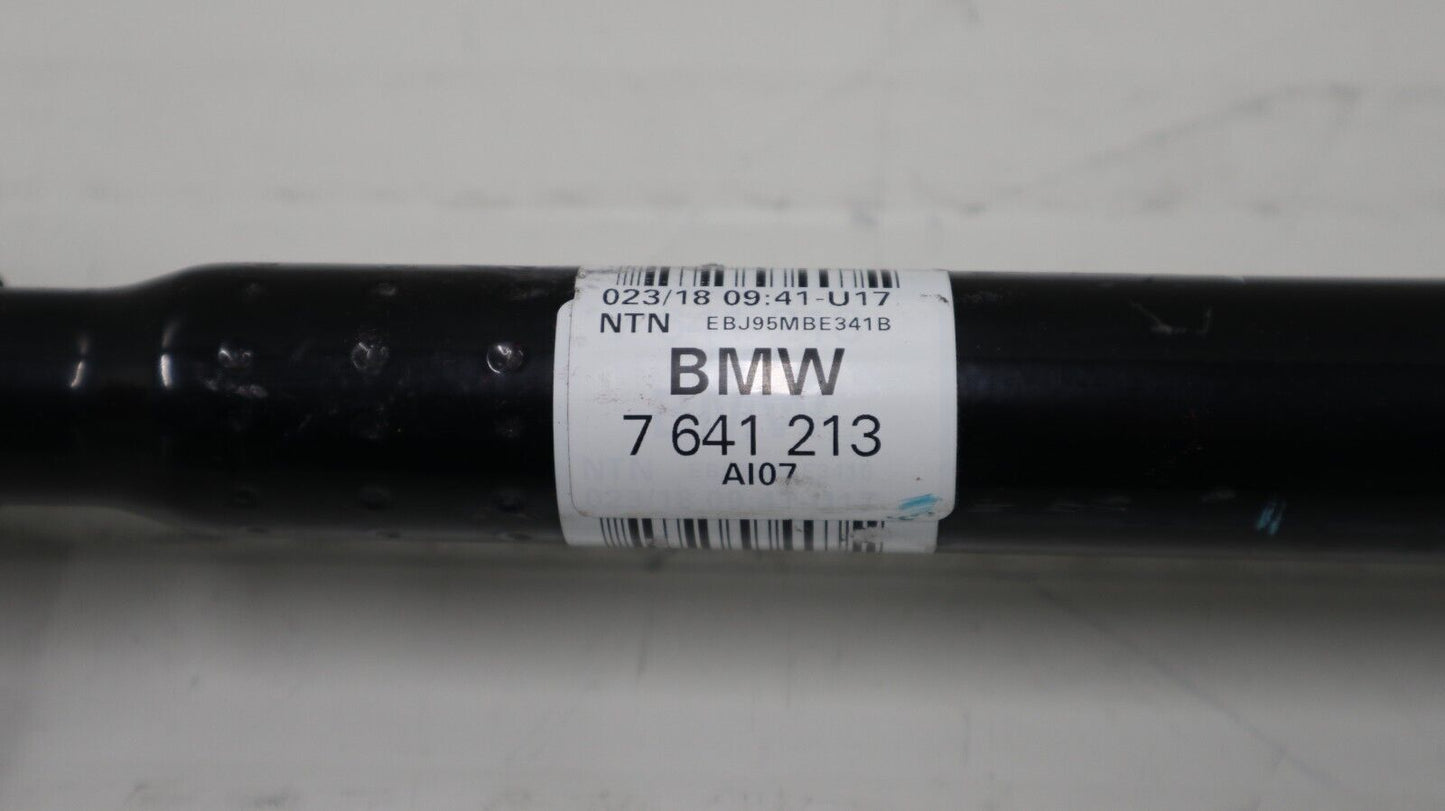 023/18 09:41-U17
NTN EBJ95MBE341B
BMW
7 641 213
AI07